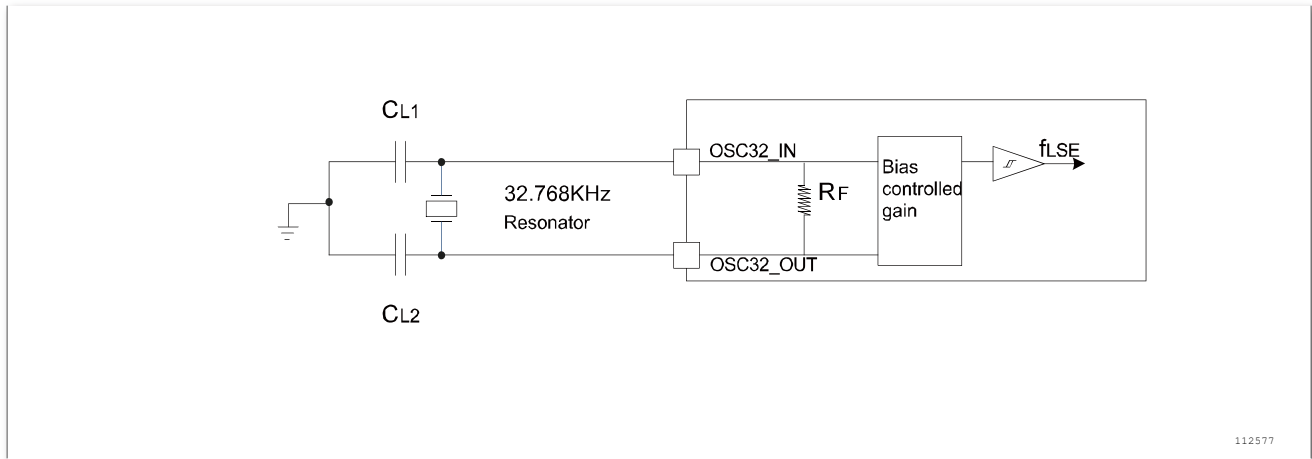 CL1
OSC32_IN
fLSE
32.768KHz
Resonator
RF
Bias
controlled
gain
OSC32_OUT
CL2
112577